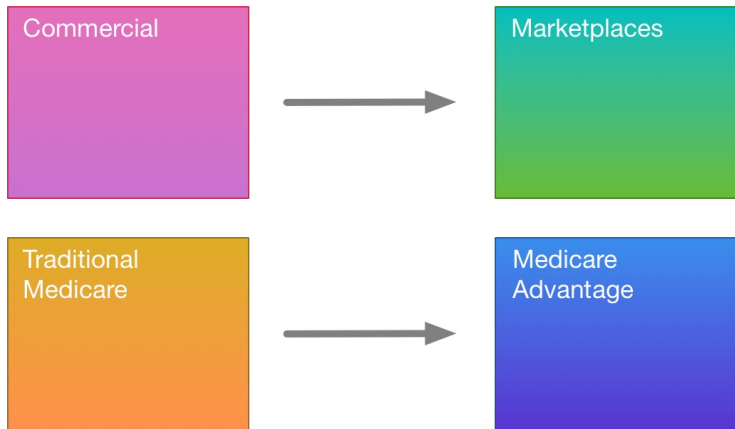 Commercial
Marketplaces
Traditional
Medicare
Medicare
Advantage